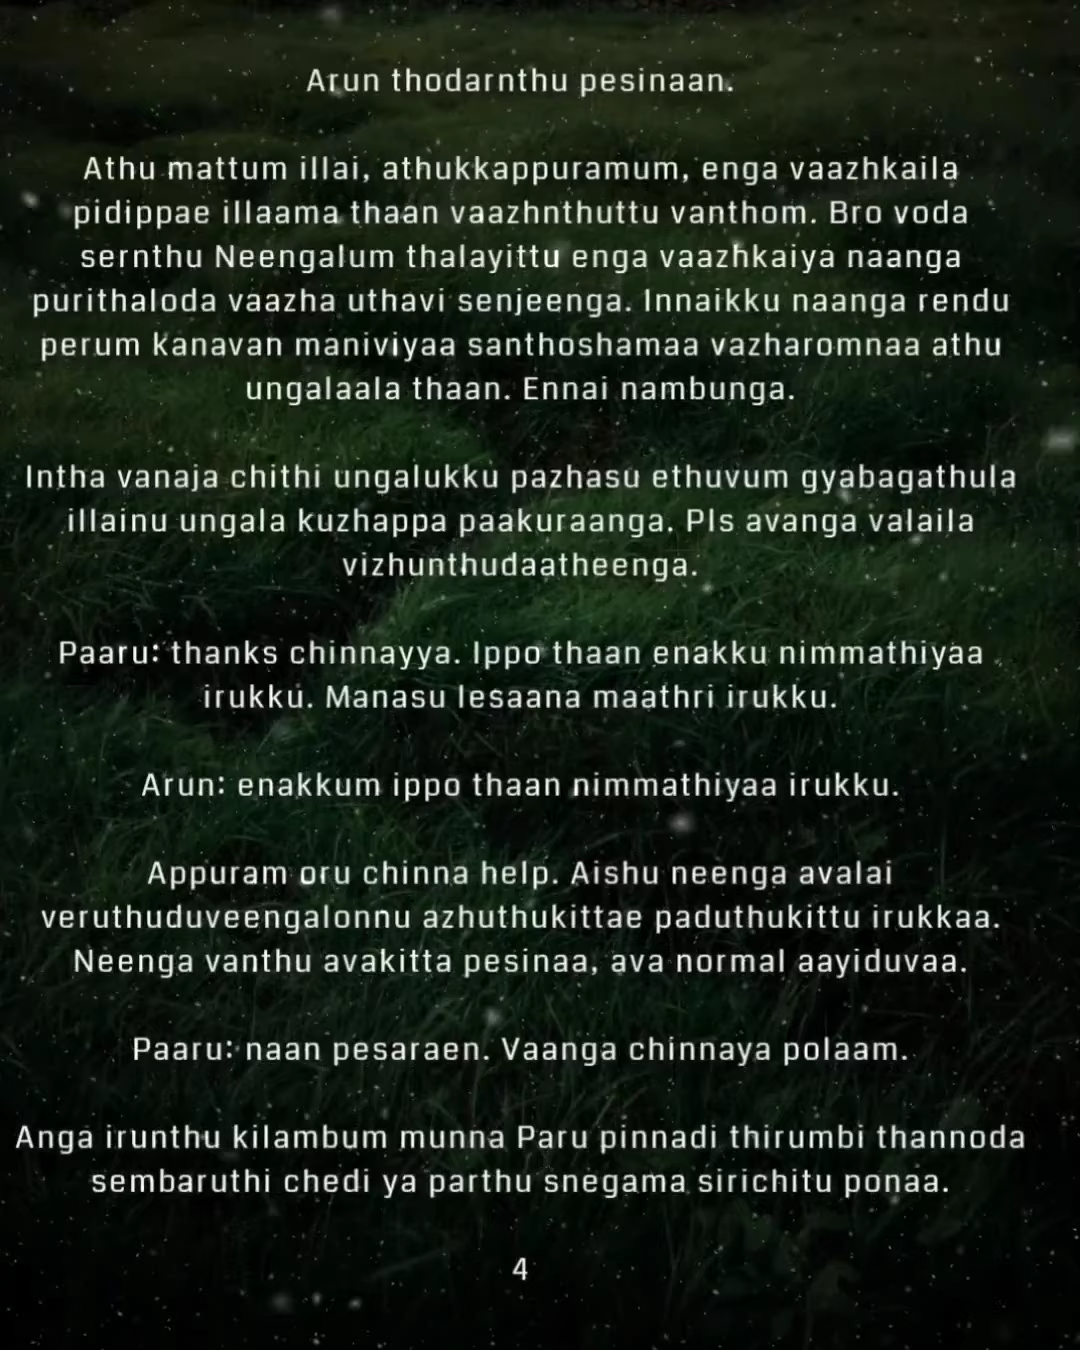 Arun thodarnthu pesinaan.
Athu mattum illai, athukkappuramum, enga vaazhkaila
pidippae illaama thaan vaazhnthuttu vanthom. Bro voda
sernthu Neengalum thalayittu enga vaazhkaiya naanga
purithaloda vaazha uthavi senjeenga. Innaikku naanga rendu
perum kanavan maniviyaa santhoshamaa vazharomnaa athu
ungalaala thaan. Ennai nambunga.
Intha vanaja chithi ungalukku pazhasu ethuvum gyabagathula
illainu ungala kuzhappa paakuraanga. Pls avanga valaila
vizhunthudaatheenga.
Paaru: thanks chinnayya. Ippo thaan enakku nimmathiyaa
irukku. Manasu lesaana maathri irukku.
Arun: enakkum ippo thaan nimmathiyaa irukku.
Appuram oru chinna help. Aishu neenga avalai
veruthuduveengalonnu azhuthukittae paduthukittu irukkaa.
Neenga vanthu avakitta pesinaa, ava normal aayiduvaa.
Paaru: naan pesaraen. Vaanga chinnaya polaam.
Anga irunthu kilambum munna Paru pinnadi thirumbi thannoda
sembaruthi chedi ya parthu snegama sirichitu ponaa.
4